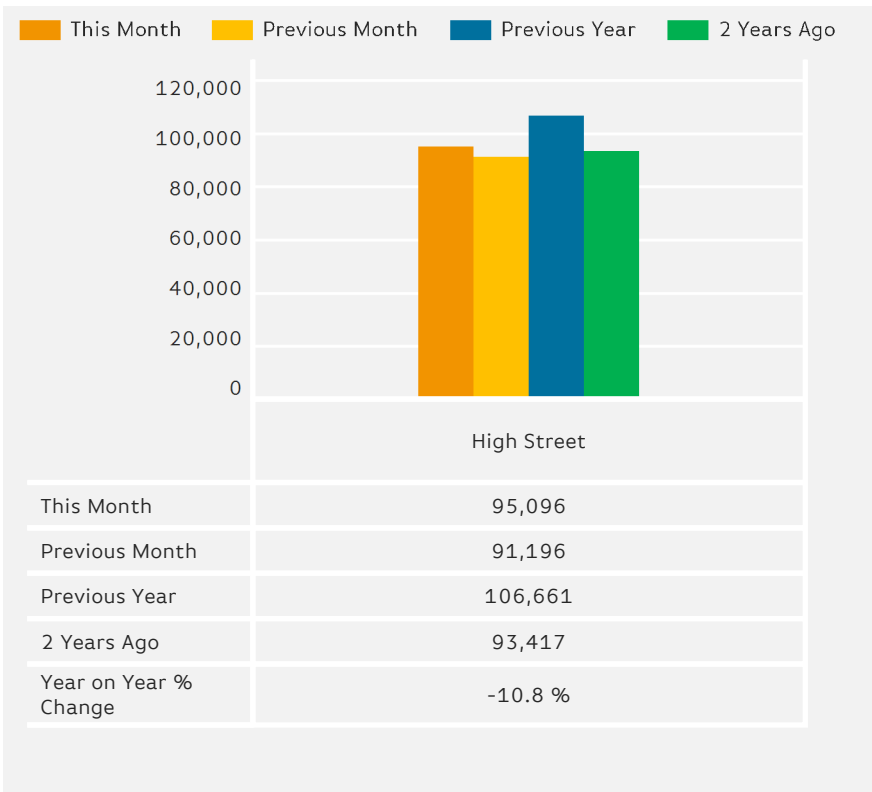 This Month Previous Month Previous Year 2 Years Ago
120,000
100,000
80,000
60,000
40,000
20,000
0
High Street
This Month 95,096
Previous Month 91,196
Previous Year 106,661
2 Years Ago 93,417
Year on Year %
Change
-10.8 %